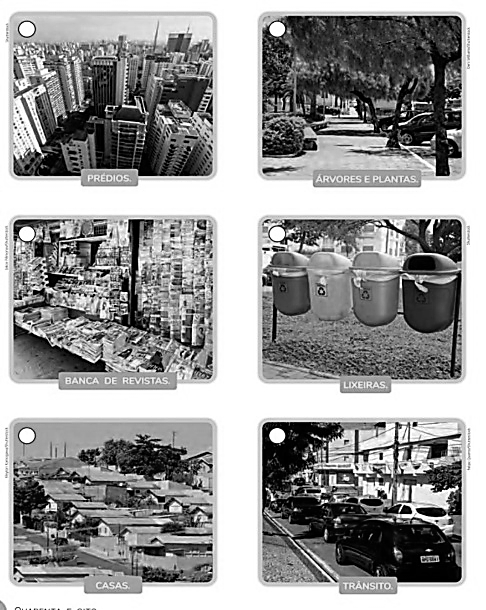 PRÉDIOS.
ÁRVORES E PLANTAS.
BANCA DE REVISTAS.
LIXEIRAS.
CASAS.
TRÂNSITO.
QUARENTA E OITO